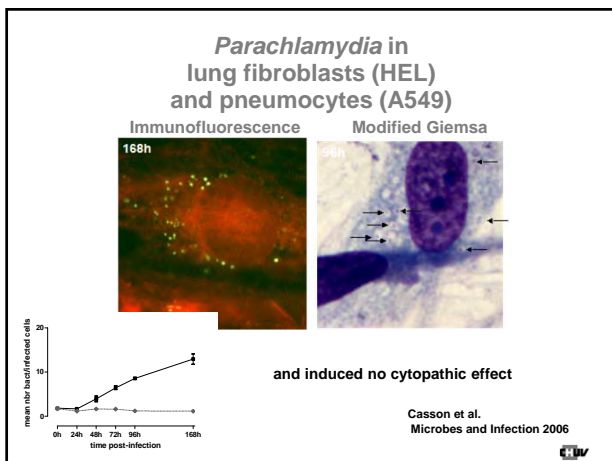 Parachlamydia in
lung fibroblasts (HEL)
and pneumocytes (A549)
Immunofluorescence
Modified Giemsa
168h
96h
20
10
0
mean nbr bact/infected cells
0h 24h 48h 72h 96h 168h
time post-infection
and induced no cytopathic effect
Casson et al.
Microbes and Infection 2006